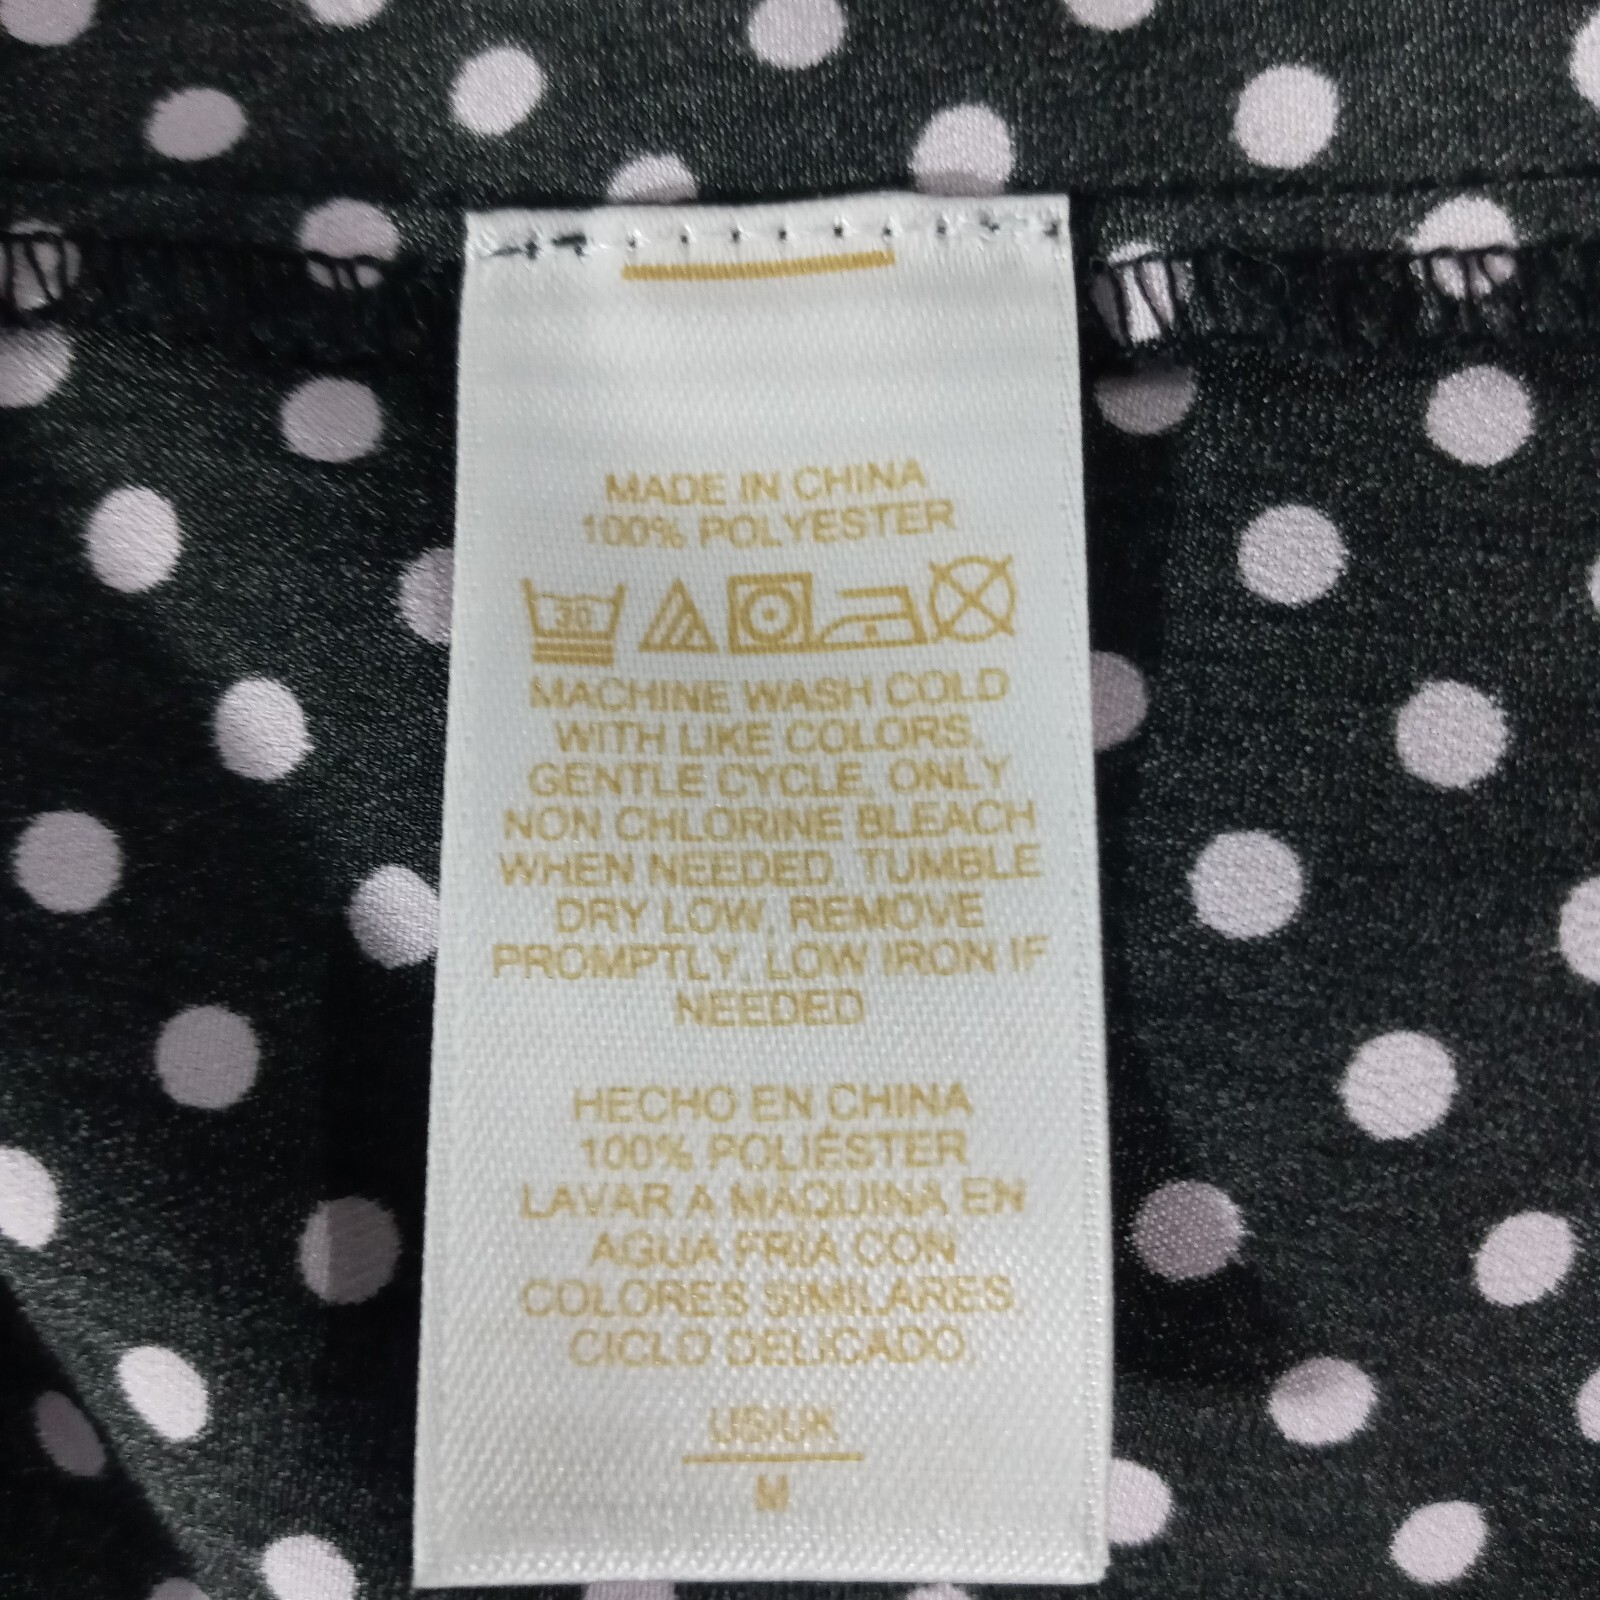 MADE IN CHINA
100% POLYESTER
30
MACHINE WASH COLD
WITH LIKE COLORS,
GENTLE CYCLE, ONLY
NON CHLORINE BLEACH
WHEN NEEDED, TUMBLE
DRY LOW, REMOVE
PROMPTLY, LOW IRON IF
NEEDED
HECHO EN CHINA
100% POLIÉSTER
LAVAR A MÁQUINA EN
AGUA FRÍA CON
COLORES SIMILARES,
CICLO DELICADO,
US/UK
M